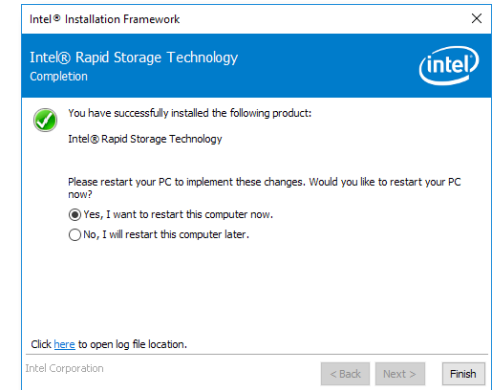 Intel® Installation Framework
Intel® Rapid Storage Technology
Completion
intel
You have successfully installed the following product:
Intel® Rapid Storage Technology
Please restart your PC to implement these changes. Would you like to restart your PC
now?
Yes, I want to restart this computer now.
No, I will restart this computer later.
Click here to open log file location.
Intel Corporation
< Back
Next >
Finish